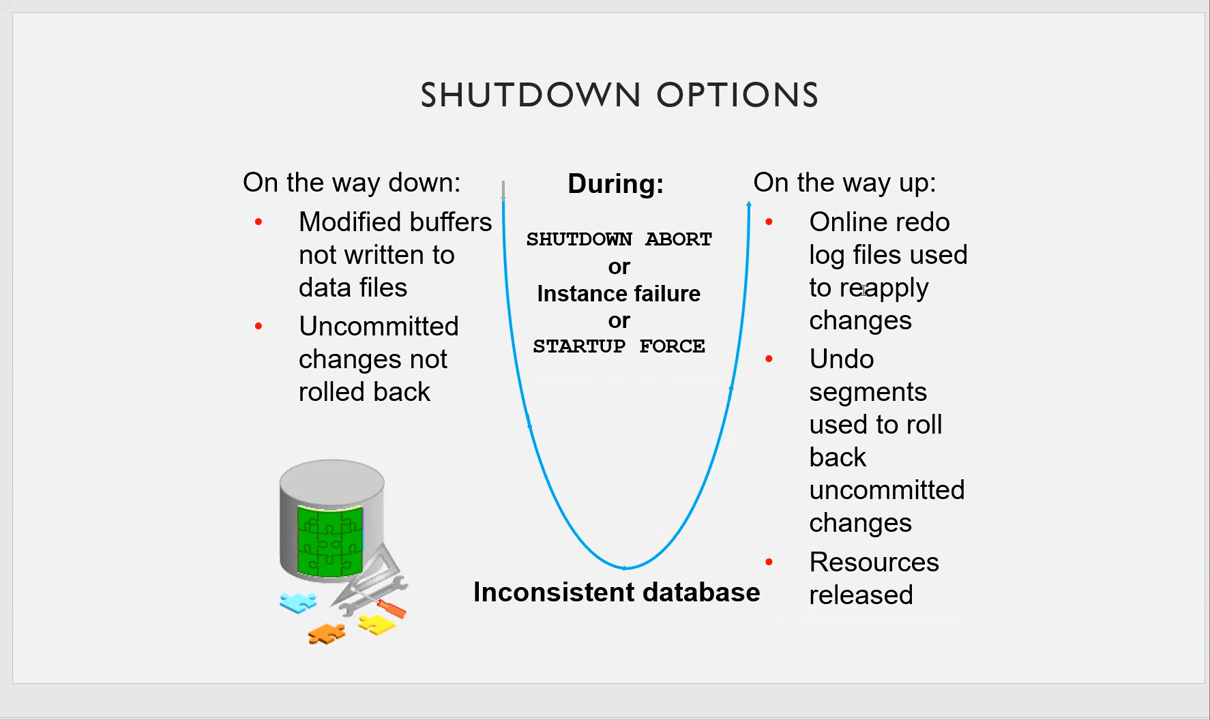 SHUTDOWN OPTIONS
On the way down:
• Modified buffers
not written to
data files
• Uncommitted
changes not
rolled back
During:
SHUTDOWN ABORT
or
Instance failure
or
STARTUP FORCE
Inconsistent database
On the way up:
• Online redo
log files used
to reapply
changes
• Undo
segments
used to roll
back
uncommitted
changes
• Resources
released